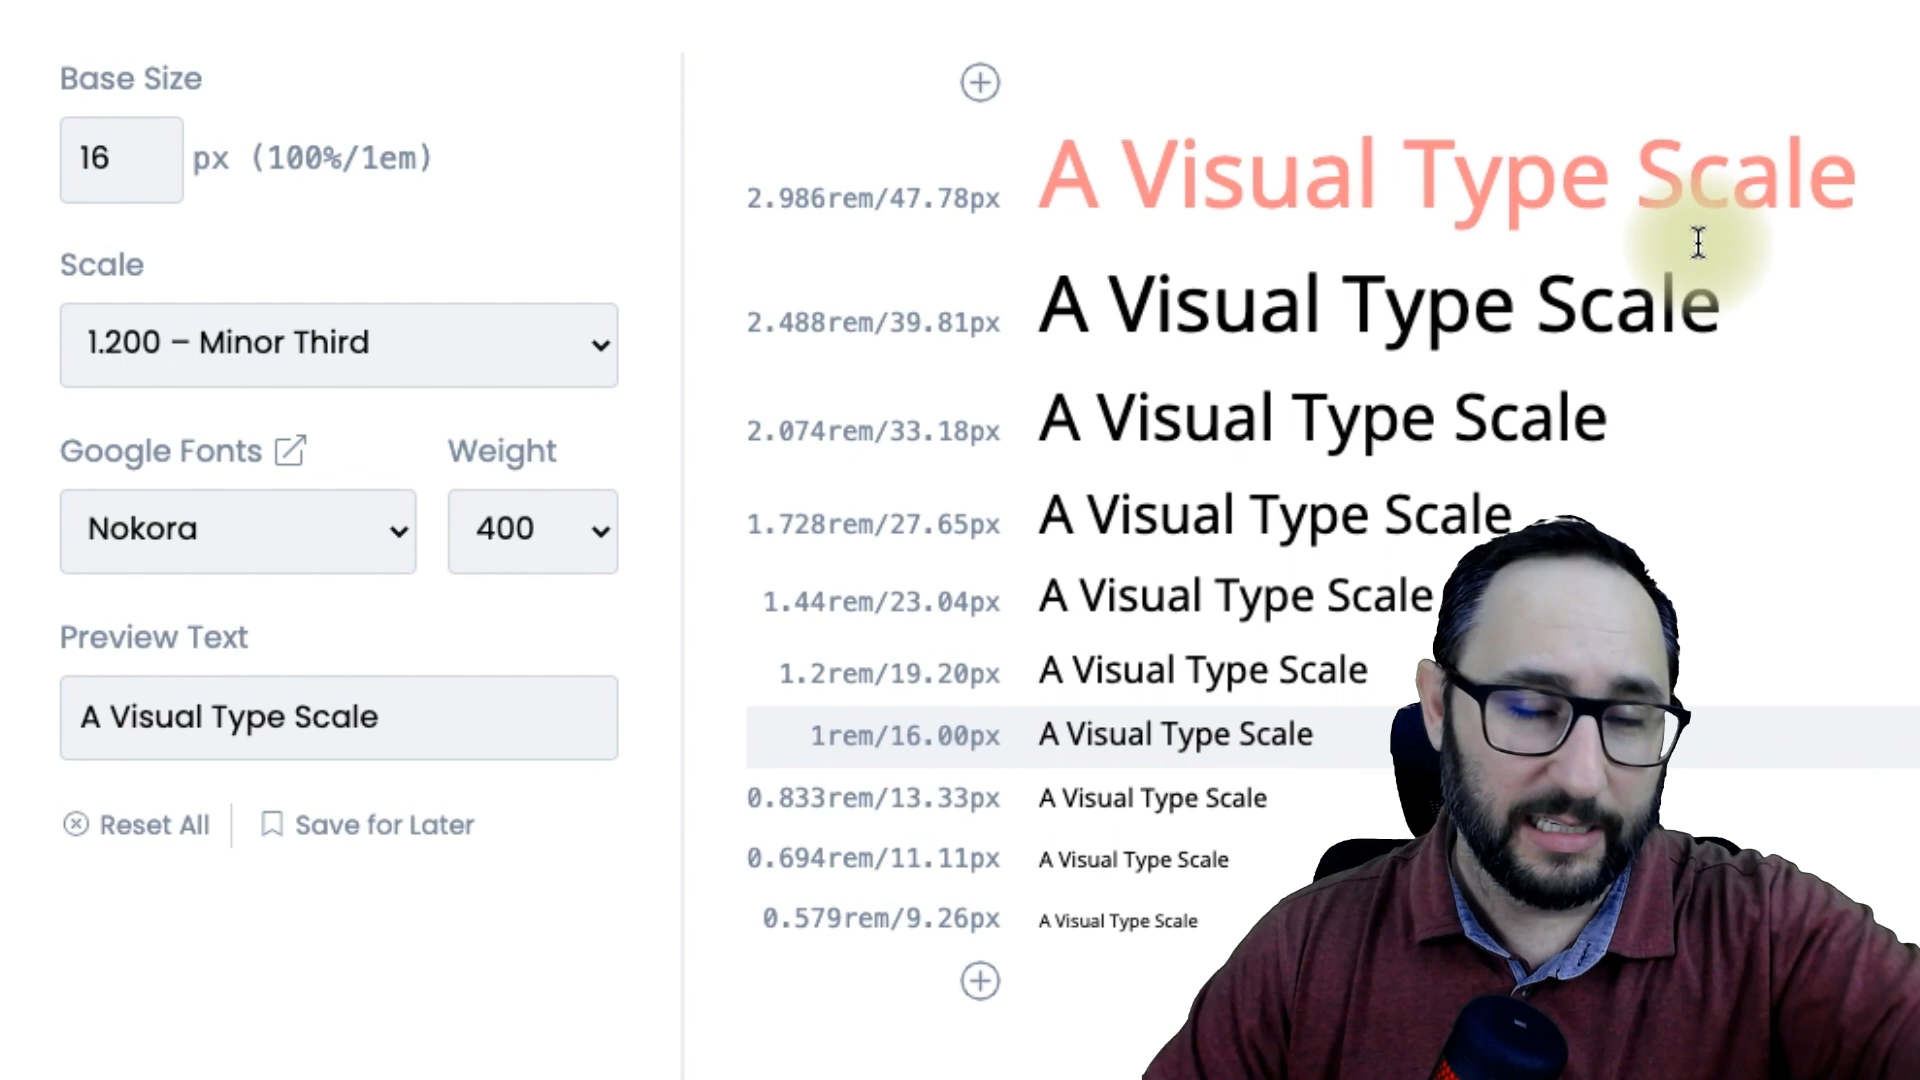 Base Size
16 px (100%/1em)
Scale
1.200 – Minor Third
Google Fonts
Weight
Nokora
400
Preview Text
A Visual Type Scale
Reset All
Save for Later
2.986rem/47.78px A Visual Type Scale
2.488rem/39.81px A Visual Type Scale
2.074rem/33.18px A Visual Type Scale
1.728rem/27.65px A Visual Type Scale
1.44rem/23.04px A Visual Type Scale
1.2rem/19.20px A Visual Type Scale
1rem/16.00px A Visual Type Scale
0.833rem/13.33px A Visual Type Scale
0.694rem/11.11px A Visual Type Scale
0.579rem/9.26px A Visual Type Scale